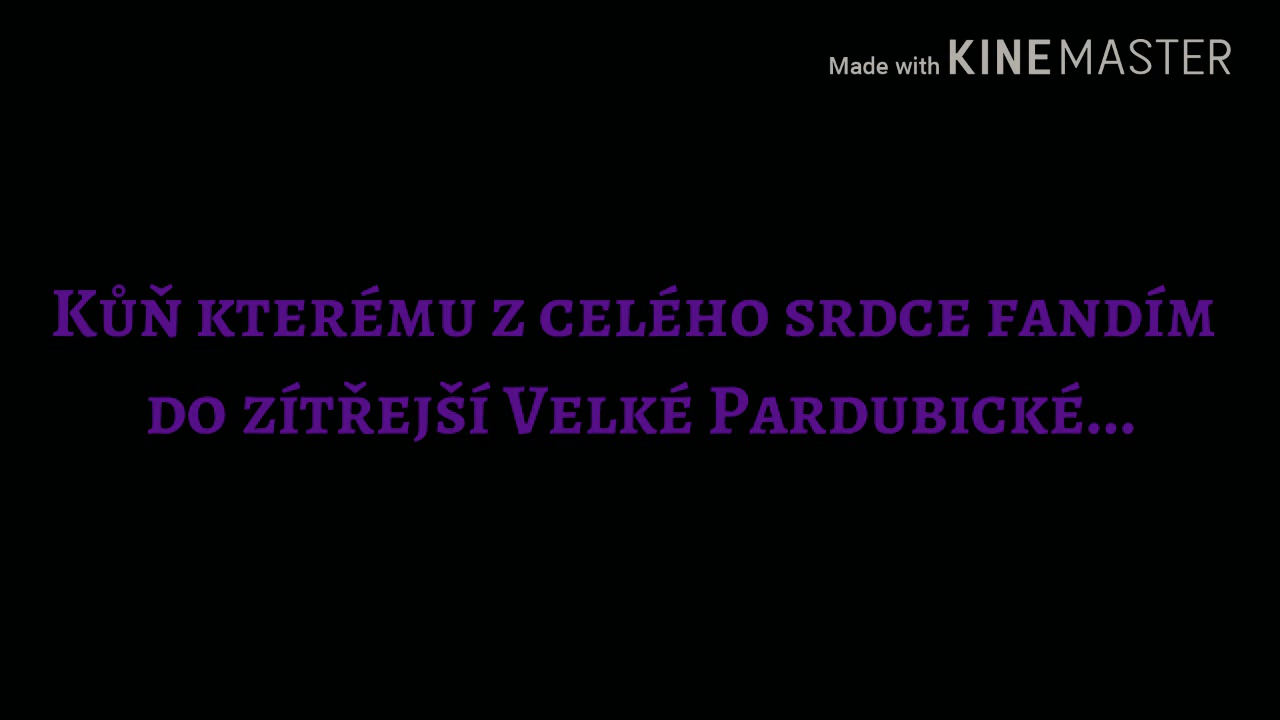 Made with KINEMASTER
Kůň kterému z celého srdce fandím
do zítřejší Velké Pardubické...